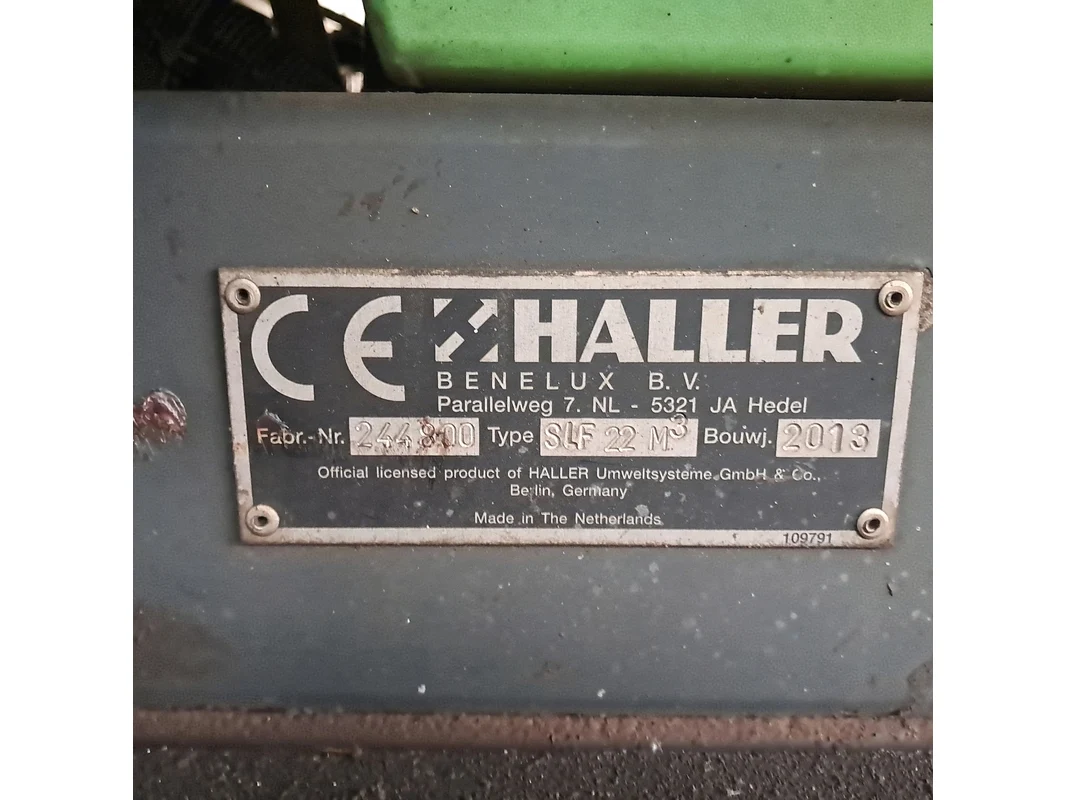 CE HALLER
BENELUX B.V.
Parallelweg 7. NL - 5321 JA Hedel
Fabr.-Nr. 244800 Type SLF 22 M³ Bouwj. 2013
Official licensed product of HALLER Umweltsysteme GmbH & Co.,
Berlin, Germany
Made in The Netherlands
109791